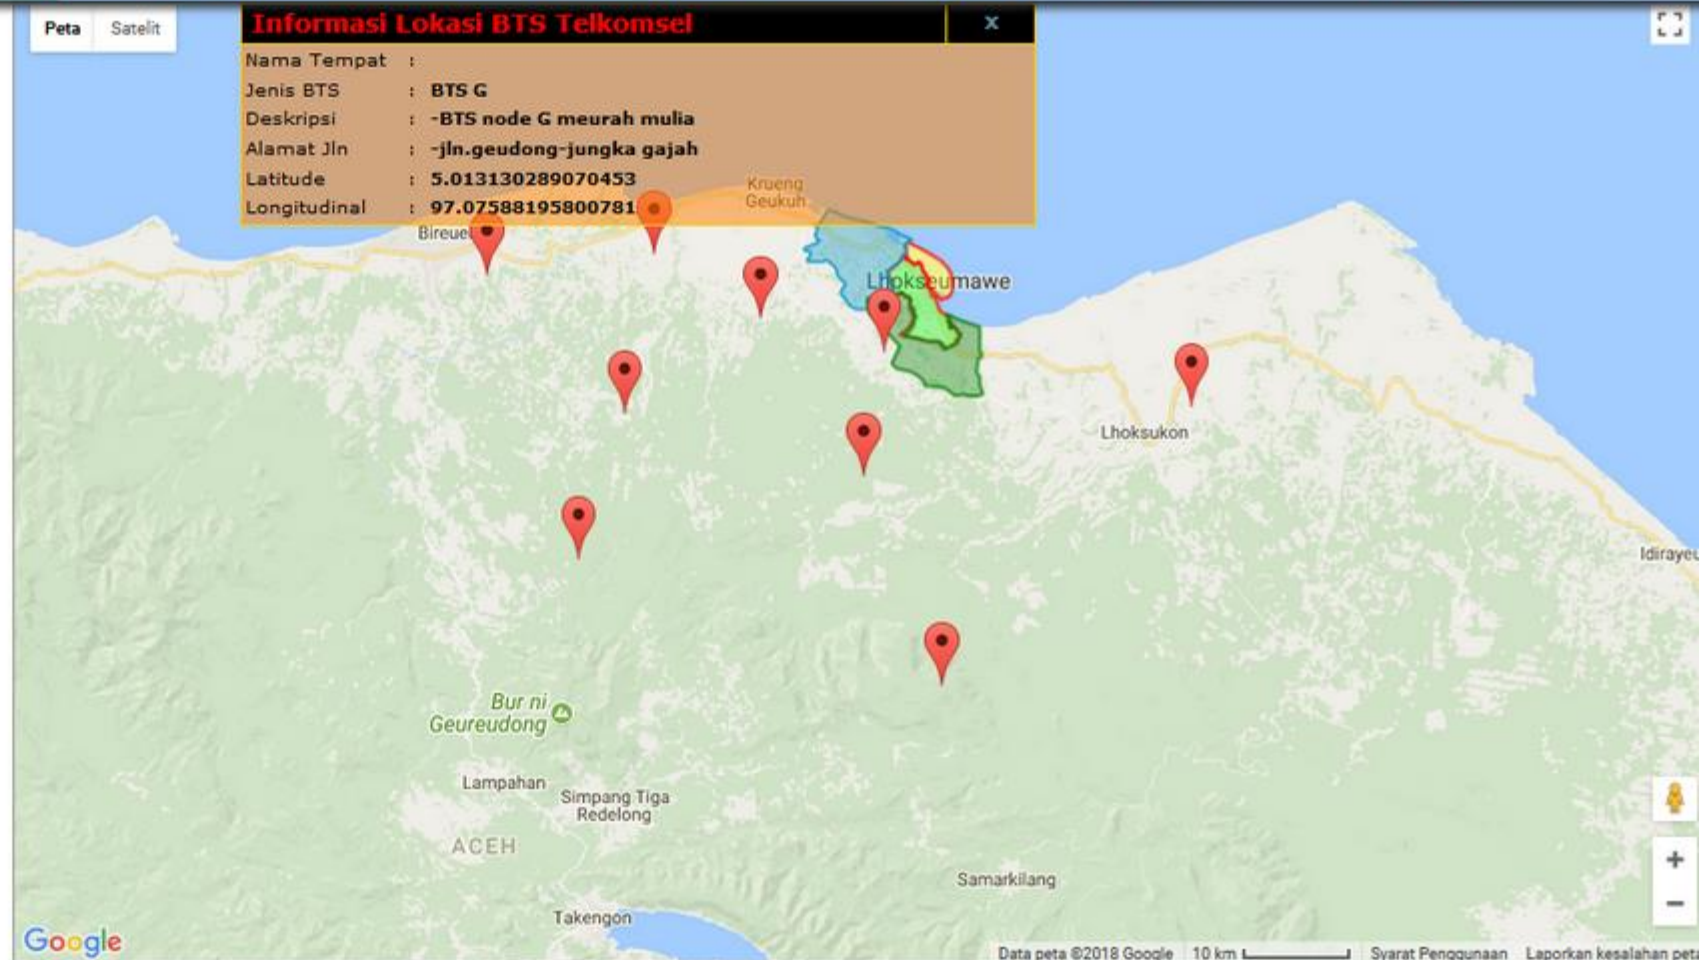 Peta Satelit
Informasi Lokasi BTS Telkomsel x
Nama Tempat :
Jenis BTS : BTS G
Deskripsi : -BTS node G meurah mulia
Alamat Jln : -jln.geudong-jungka gajah
Latitude : 5.013130289070453
Longitudinal : 97.07588195800781
Krueng
Geukuh
Bireue
Lhokseumawe
Lhoksukon
Idirayeu
Bur ni
Geureudong
Lampahan
Simpang Tiga
Redelong
ACEH
Samarkilang
Takengon
+
−
Google
Data peta ©2018 Google 10 km Syarat Penggunaan Laporkan kesalahan peta